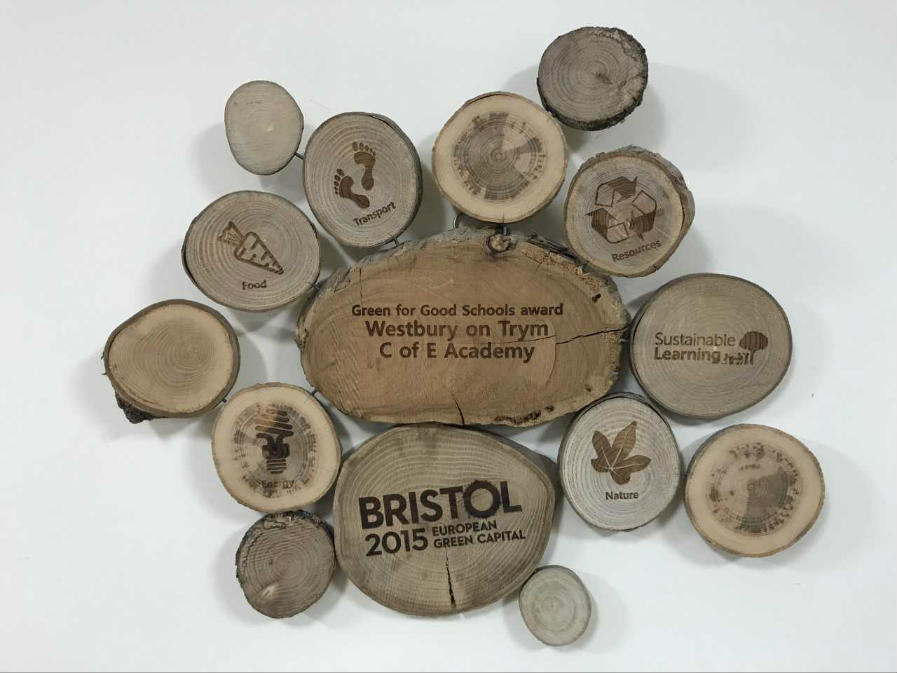 Transport
Food
Resources
Green for Good Schools award
Westbury on Trym
C of E Academy
Sustainable
Learning
Energy
Nature
BRISTOL
2015 EUROPEAN
GREEN CAPITAL